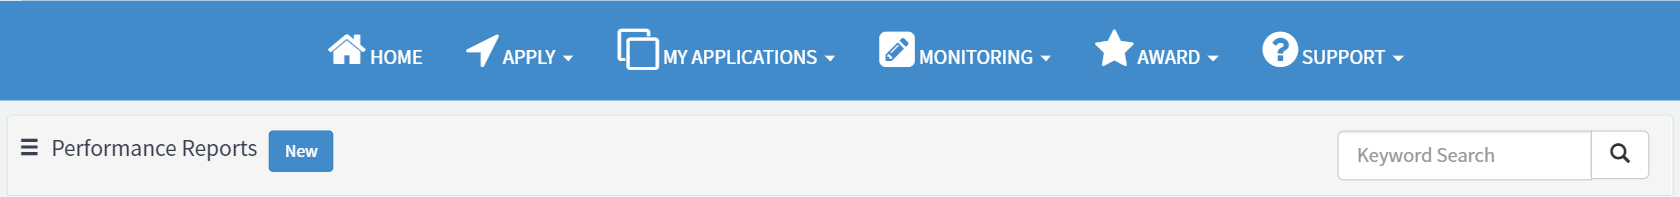 HOME APPLY MY APPLICATIONS MONITORING AWARD SUPPORT
Performance Reports New Keyword Search